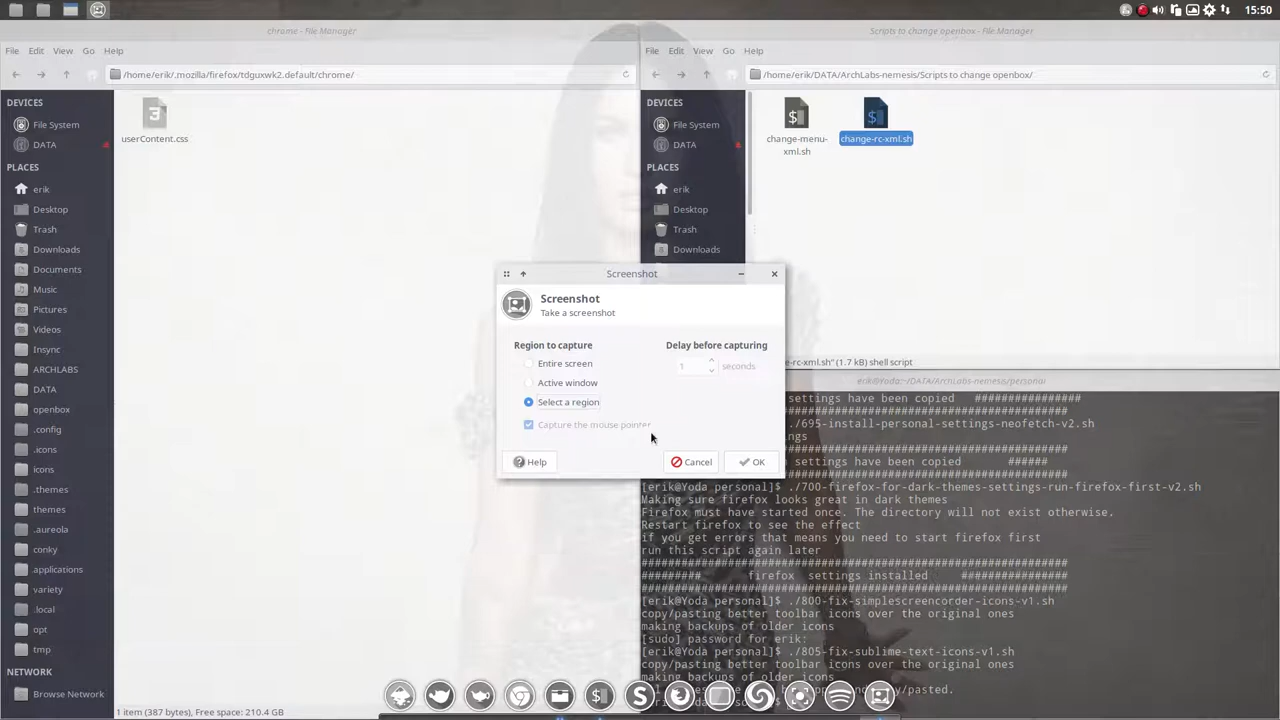 15:50
chrome - File Manager
File Edit View Go Help
/home/erik/.mozilla/firefox/tdguxwk2.default/chrome/
DEVICES
File System
DATA
PLACES
erik
Desktop
Trash
Downloads
Documents
Music
Pictures
Videos
Insync
ARCHLABS
DATA
openbox
.config
.icons
icons
.themes
themes
.aureola
conky
.applications
variety
.local
opt
tmp
NETWORK
Browse Network
userContent.css
1 item (387 bytes), Free space: 210.4 GB
Scripts to change openbox - File Manager
File Edit View Go Help
/home/erik/DATA/ArchLabs-nemesis/Scripts to change openbox/
DEVICES
File System
DATA
PLACES
erik
Desktop
Trash
Downloads
change-menu-
xml.sh
change-rc-xml.sh
e-rc-xml.sh" (1.7 kB) shell script
Screenshot
Screenshot
Take a screenshot
Region to capture
Entire screen
Active window
Select a region
Capture the mouse pointer
Delay before capturing
1 seconds
Help
Cancel
OK
erik@Yoda:~/DATA/ArchLabs-nemesis/personal
settings have been copied ################
#####################################
./695-install-personal-settings-neofetch-v2.sh
ngs
#####################################
settings have been copied ######
#####################################
[erik@Yoda personal]$ ./700-firefox-for-dark-themes-settings-run-firefox-first-v2.sh
Making sure firefox looks great in dark themes
Firefox must have started once. The directory will not exist otherwise.
Restart firefox to see the effect
if you get errors that means you need to start firefox first
run this script again later
################################################################
######### firefox settings installed ################
################################################################
[erik@Yoda personal]$ ./800-fix-simplescreencorder-icons-v1.sh
copy/pasting better toolbar icons over the original ones
making backups of older icons
[sudo] password for erik:
[erik@Yoda personal]$ ./805-fix-sublime-text-icons-v1.sh
copy/pasting better toolbar icons over the original ones
making backups of older icons
y/pasted.